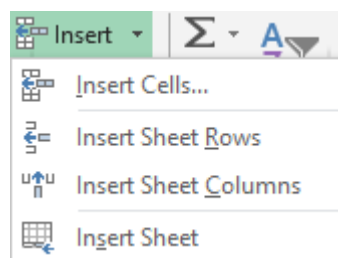 Insert Σ A
Insert Cells...
Insert Sheet Rows
Insert Sheet Columns
Insert Sheet